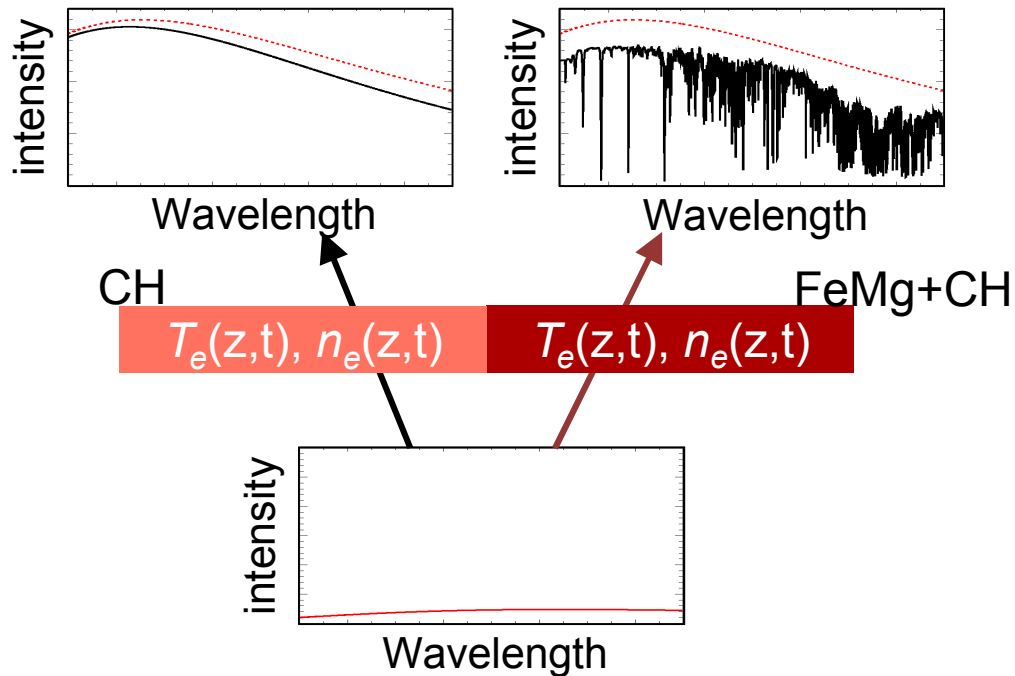 intensity
Wavelength
intensity
Wavelength
CH
FeMg+CH
Te(z,t), ne(z,t)
Te(z,t), ne(z,t)
intensity
Wavelength